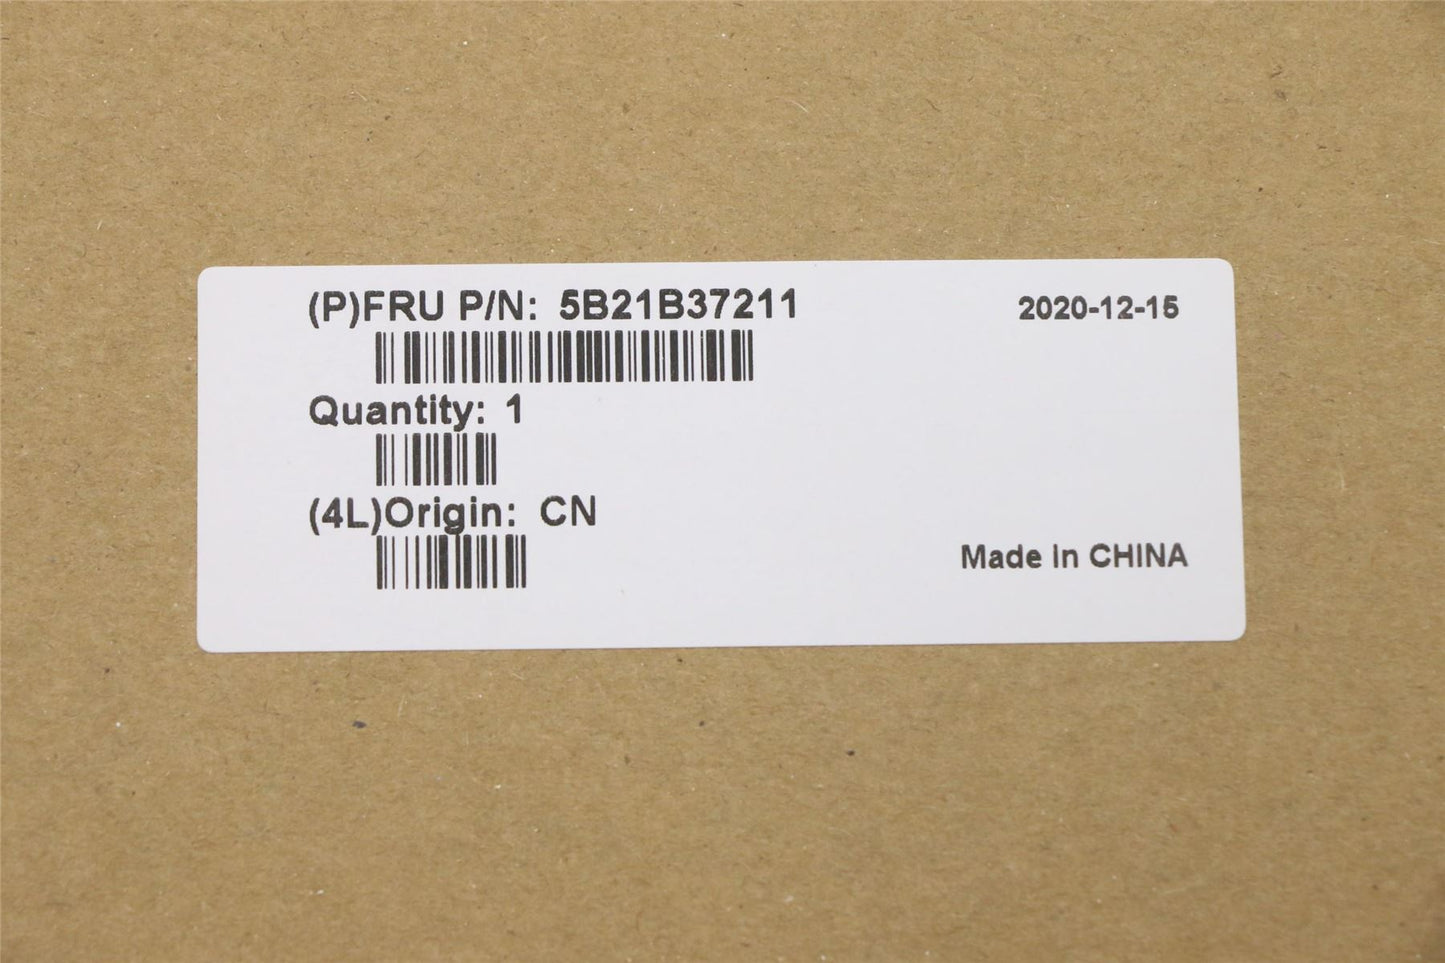 (P)FRU P/N: 5B21B37211
2020-12-15
Quantity: 1
(4L)Origin: CN
Made in CHINA